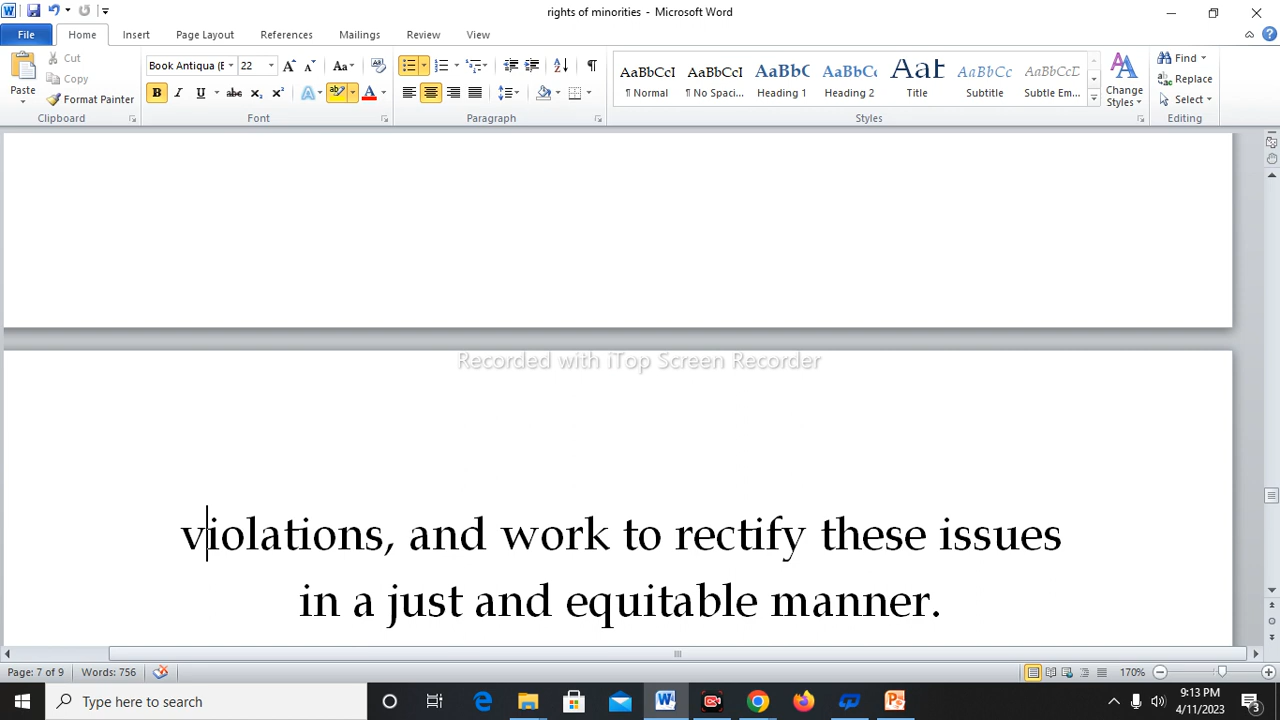 rights of minorities - Microsoft Word
File Home Insert Page Layout References Mailings Review View
Paste
Cut
Copy
Format Painter
Clipboard
Book Antiqua (E 22
Font
Paragraph
AaBbCcI AaBbCcI AaBbC AaBbCc AaB AaBbCc AaBbCcD
¶ Normal ¶ No Spaci... Heading 1 Heading 2 Title Subtitle Subtle Em...
Change Styles
Styles
Find
Replace
Select
Editing
Recorded with iTop Screen Recorder
violations, and work to rectify these issues
in a just and equitable manner.
Page: 7 of 9 Words: 756 170%
Type here to search
9:13 PM
4/11/2023
3